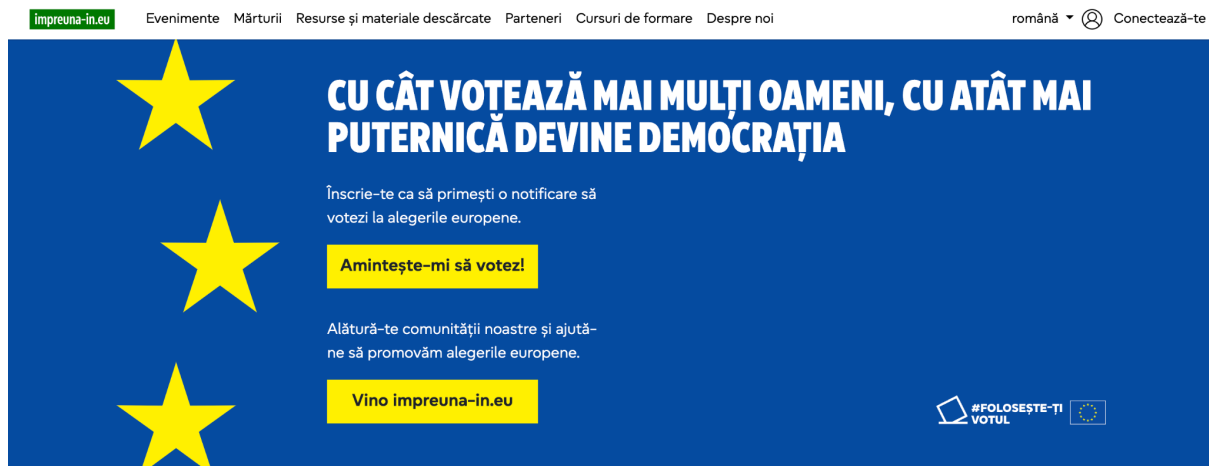 impreuna-in.eu Evenimente Mărturii Resurse și materiale descărcate Parteneri Cursuri de formare Despre noi română Conectează-te
CU CÂT VOTEAZĂ MAI MULȚI OAMENI, CU ATÂT MAI
PUTERNICĂ DEVINE DEMOCRAȚIA
Înscrie-te ca să primești o notificare să
votezi la alegerile europene.
Amintește-mi să votez!
Alătură-te comunității noastre și ajută-
ne să promovăm alegerile europene.
Vino impreuna-in.eu
#FOLOSEȘTE-ȚI
VOTUL